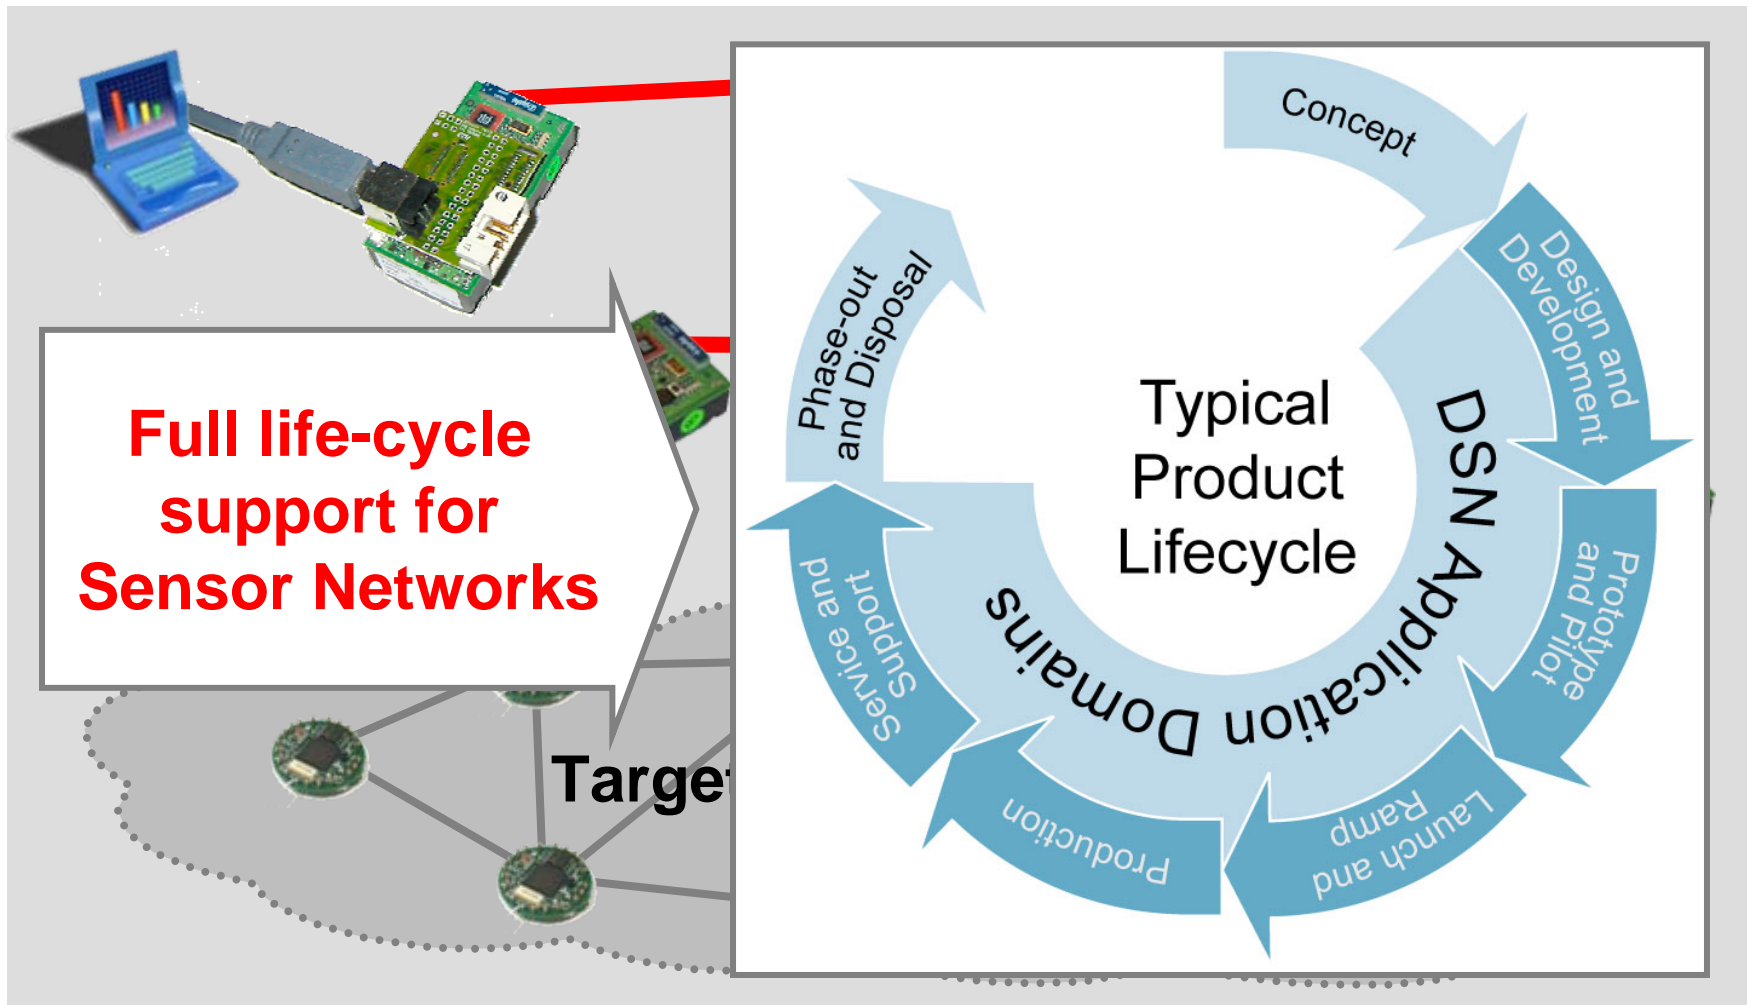 Full life-cycle
support for
Sensor Networks
Target
Typical
Product
Lifecycle
Concept
Design and
Development
Prototype
and Pilot
Launch and
Ramp
Production
Service and
Support
Phase-out
and Disposal
DSN Application Domains